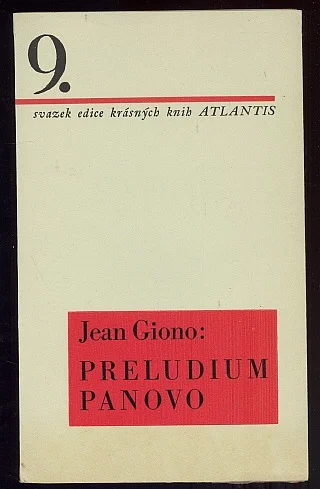 9.
svazek edice krásných knih ATLANTIS
Jean Giono:
PRELUDIUM
PANOVO